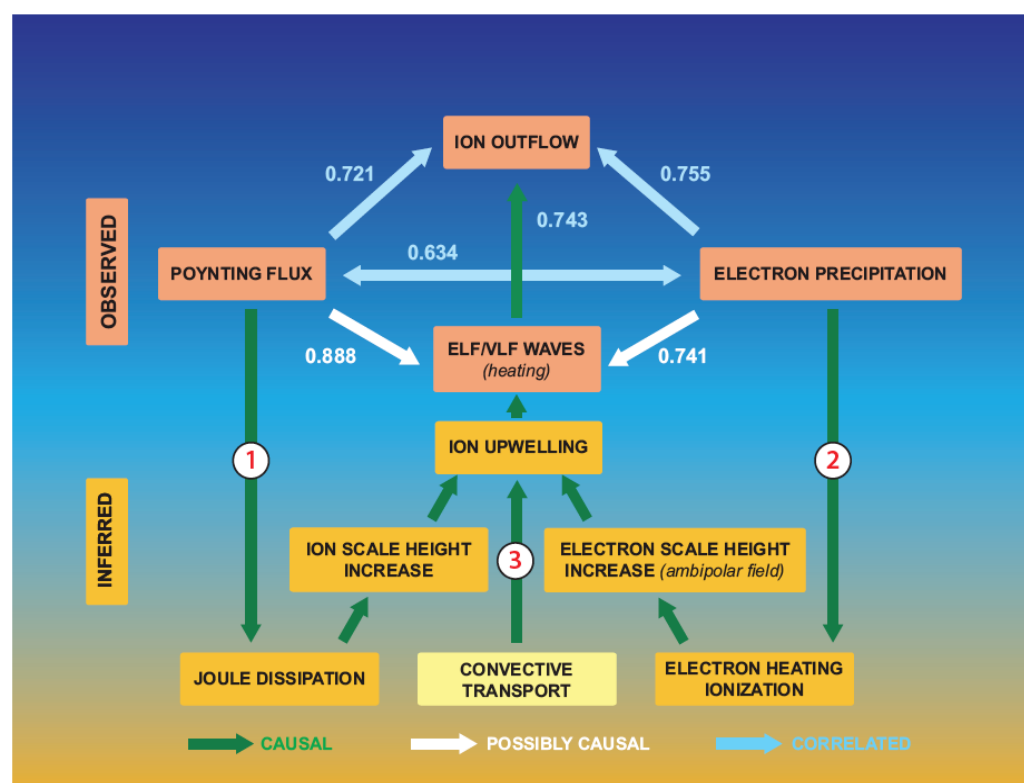 ION OUTFLOW
0.721
0.755
0.743
OBSERVED
POYNTING FLUX
0.634
ELECTRON PRECIPITATION
0.888
ELF/VLF WAVES
(heating)
0.741
ION UPWELLING
1
2
INFERRED
ION SCALE HEIGHT
INCREASE
3
ELECTRON SCALE HEIGHT
INCREASE (ambipolar field)
JOULE DISSIPATION
CONVECTIVE
TRANSPORT
ELECTRON HEATING
IONIZATION
CAUSAL
POSSIBLY CAUSAL
CORRELATED